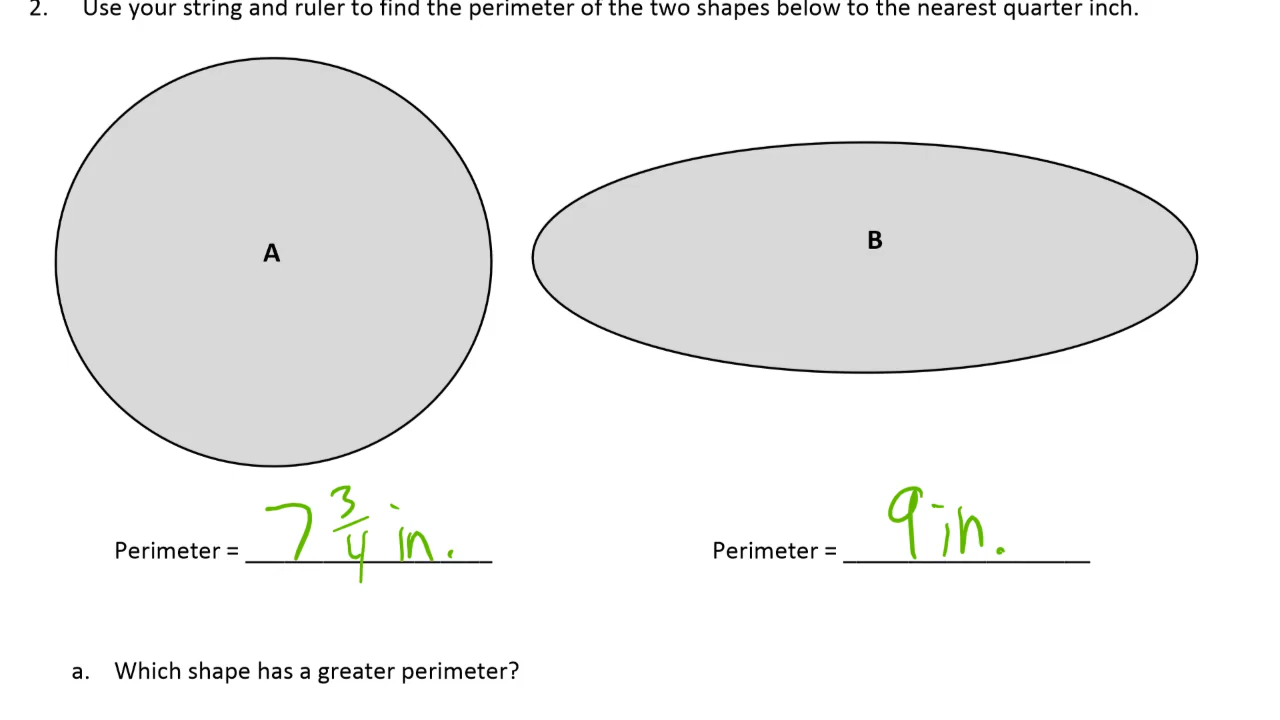 2. Use your string and ruler to find the perimeter of the two shapes below to the nearest quarter inch.
A
B
Perimeter = 7 3/4 in.
Perimeter = 9 in.
a. Which shape has a greater perimeter?